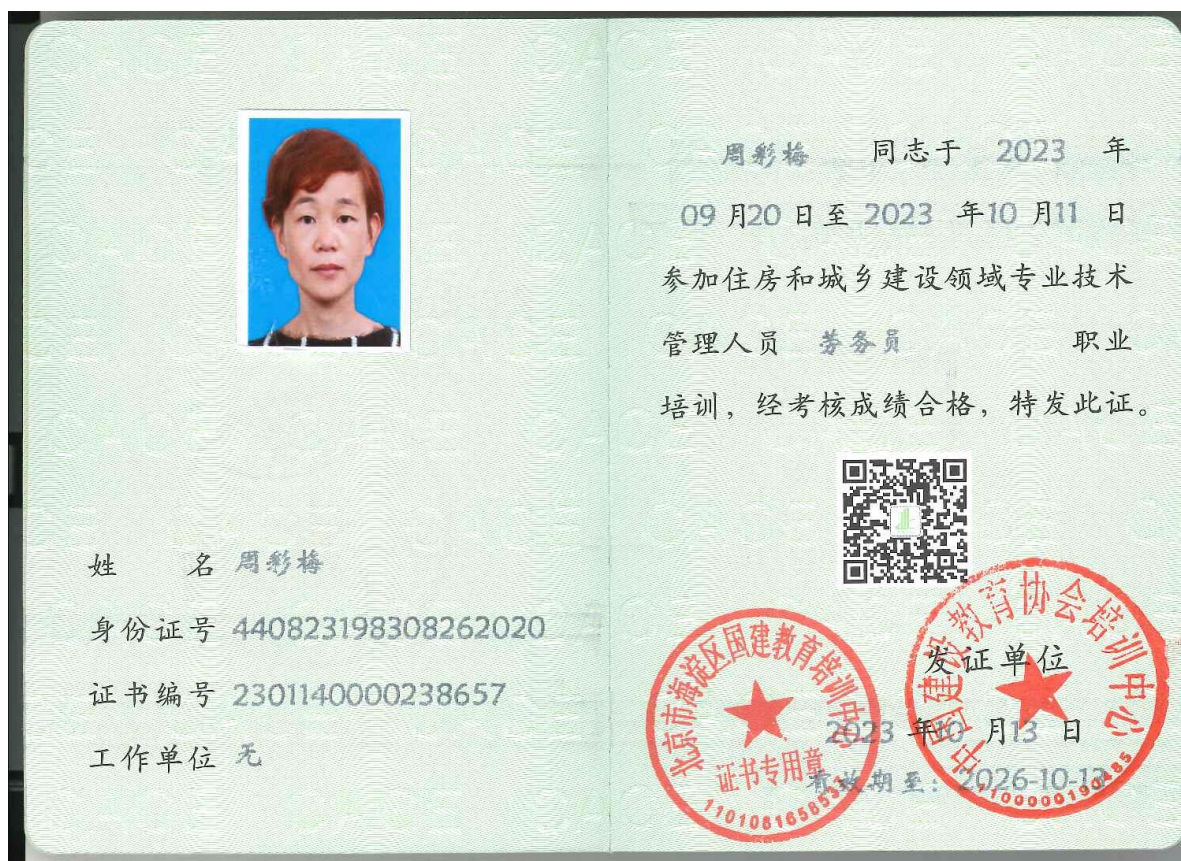 姓 名 周彩梅
身份证号 440823198308262020
证书编号 2301140000238657
工作单位 无
周彩梅 同志于 2023 年
09 月20 日至 2023 年10 月11 日
参加住房和城乡建设领域专业技术
管理人员 劳务员 职业
培训，经考核成绩合格，特发此证。
发证单位
2023 年10 月13 日
有效期至：2026-10-13
北京市海淀区国建教育培训中心
证书专用章
中国建设教育协会培训中心
1100000190485